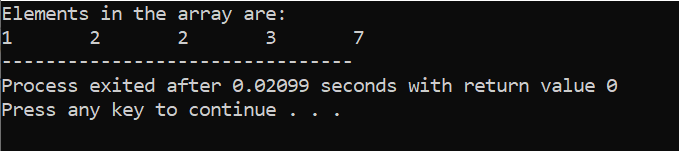 Elements in the array are:
1       2       2       3       7
--------------------------------
Process exited after 0.02099 seconds with return value 0
Press any key to continue . . .